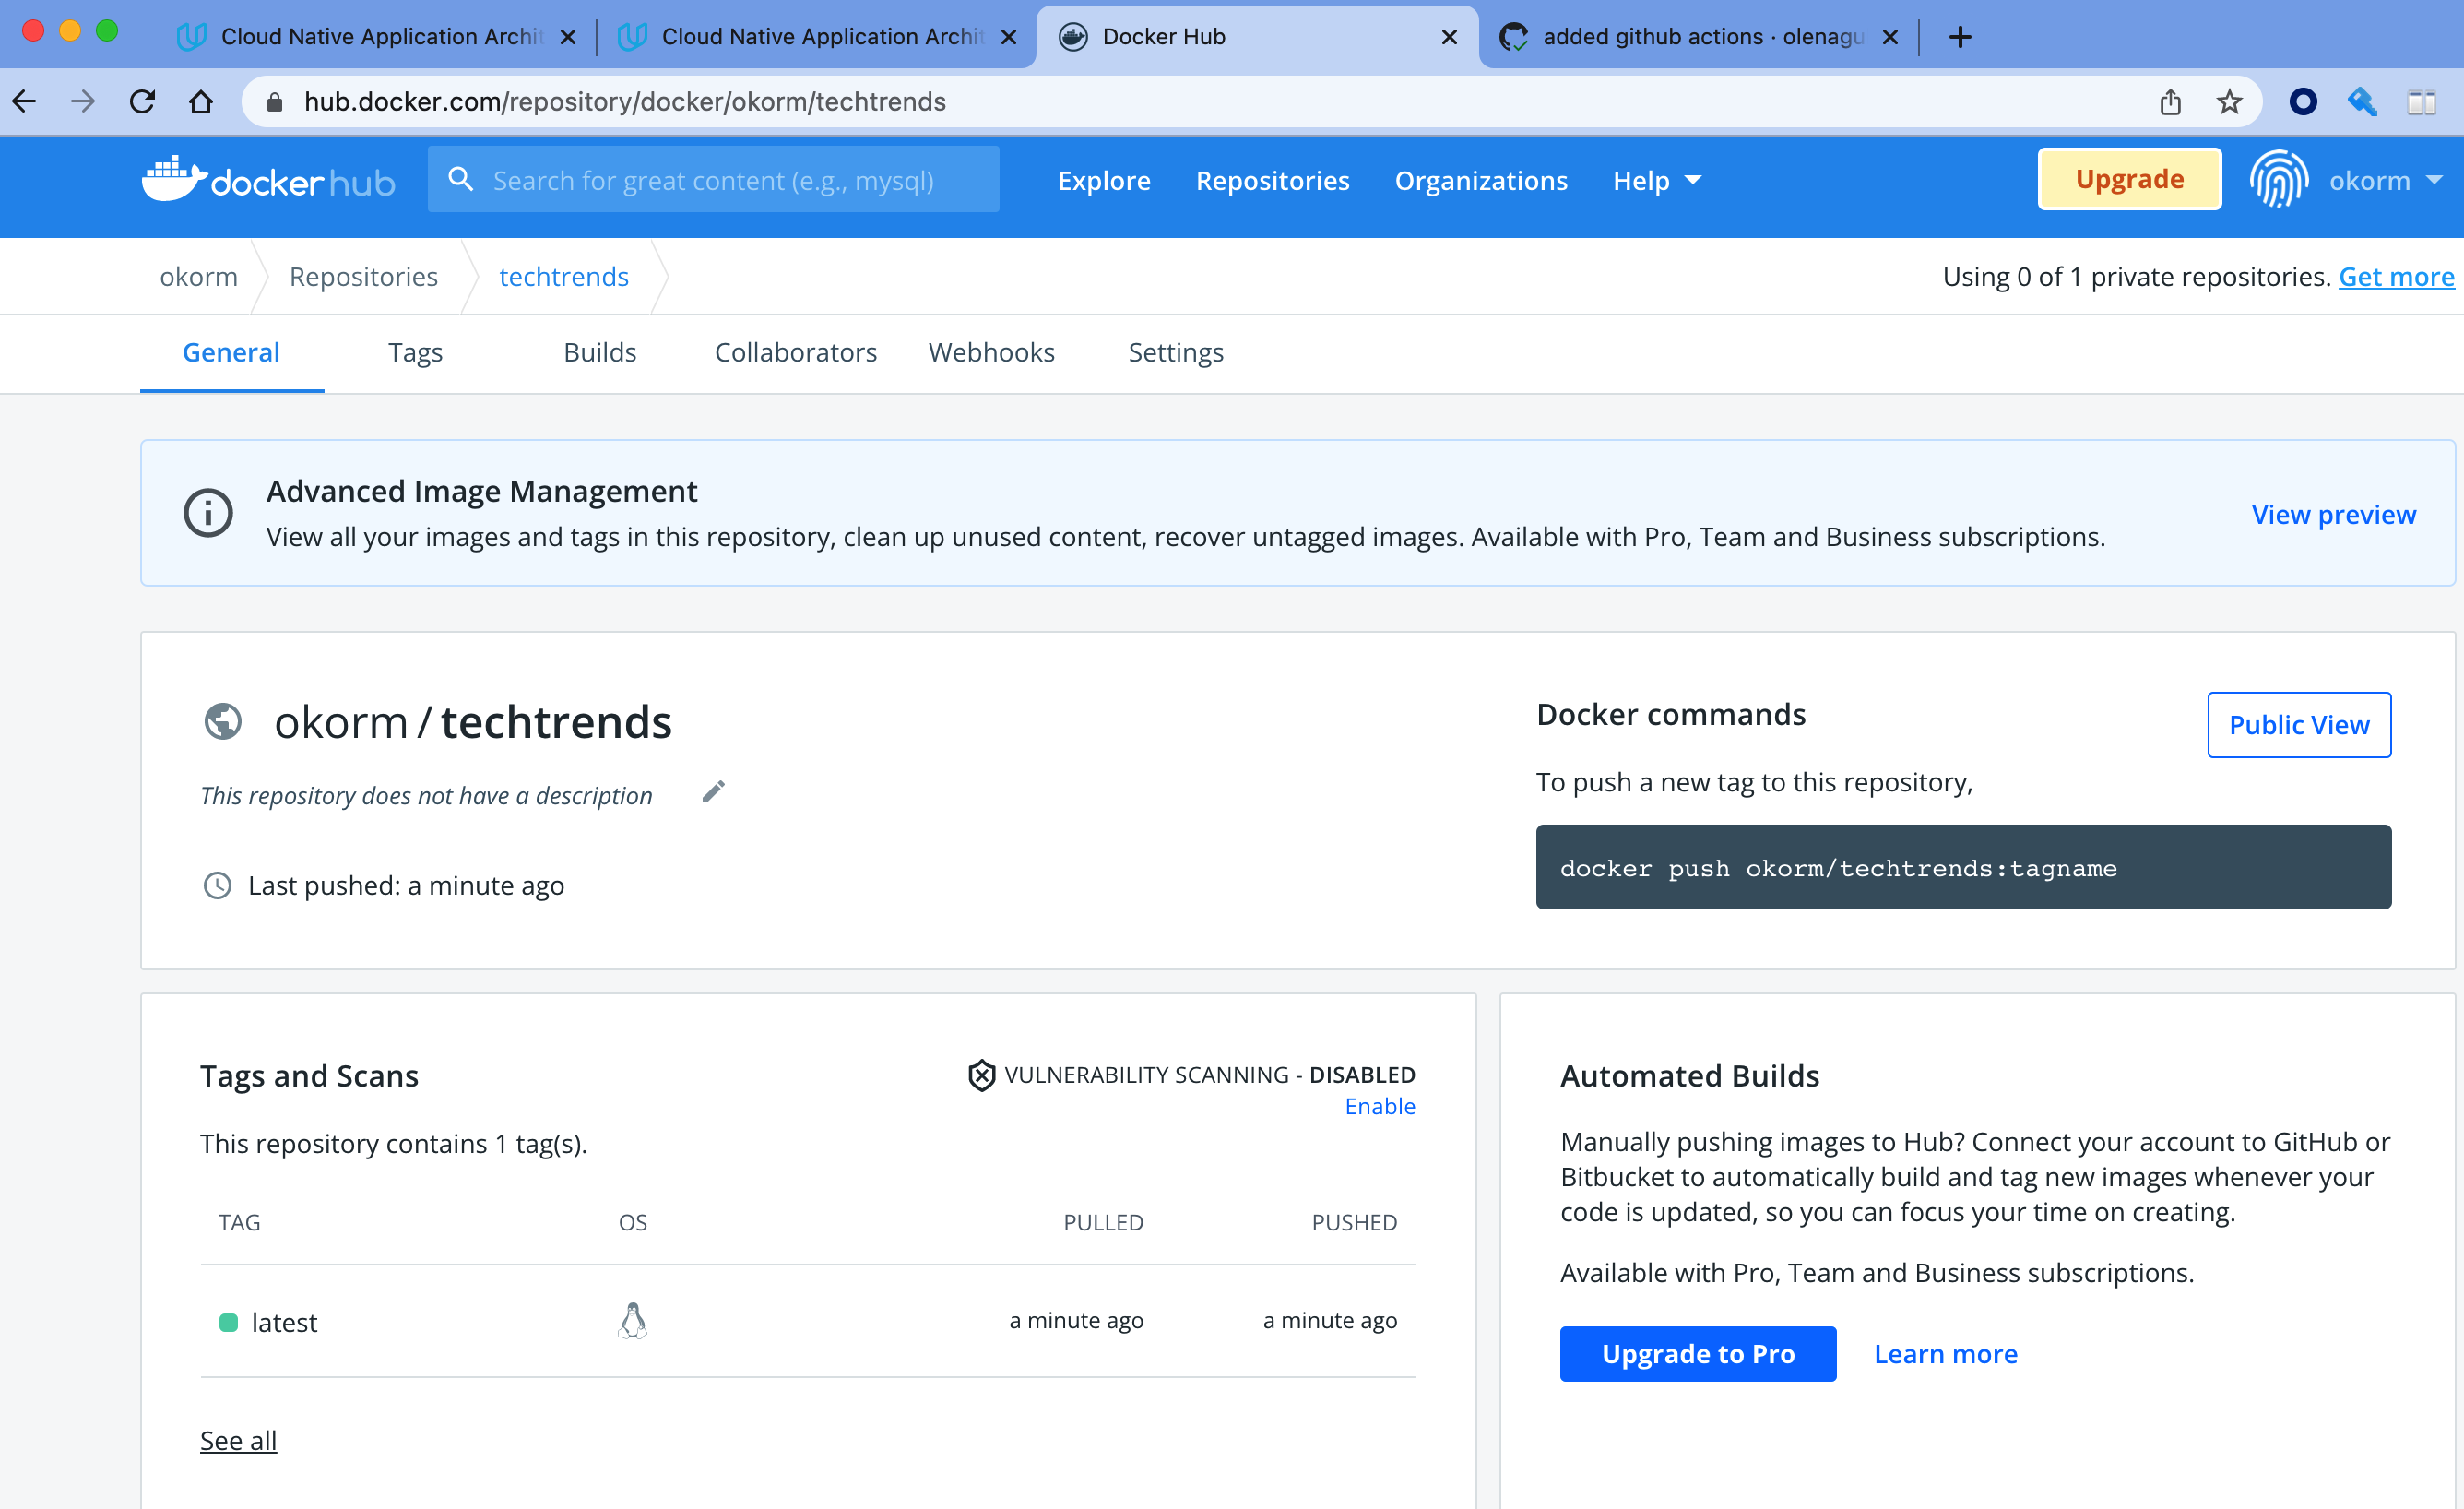 Cloud Native Application Archit
Cloud Native Application Archit
Docker Hub
added github actions · olenagu
hub.docker.com/repository/docker/okorm/techtrends
docker hub
Search for great content (e.g., mysql)
Explore
Repositories
Organizations
Help
Upgrade
okorm
okorm
Repositories
techtrends
Using 0 of 1 private repositories. Get more
General
Tags
Builds
Collaborators
Webhooks
Settings
Advanced Image Management
View all your images and tags in this repository, clean up unused content, recover untagged images. Available with Pro, Team and Business subscriptions.
View preview
okorm / techtrends
This repository does not have a description
Last pushed: a minute ago
Docker commands
Public View
To push a new tag to this repository,
docker push okorm/techtrends:tagname
Tags and Scans
VULNERABILITY SCANNING - DISABLED
Enable
This repository contains 1 tag(s).
TAG
OS
PULLED
PUSHED
latest
a minute ago
a minute ago
See all
Automated Builds
Manually pushing images to Hub? Connect your account to GitHub or
Bitbucket to automatically build and tag new images whenever your
code is updated, so you can focus your time on creating.
Available with Pro, Team and Business subscriptions.
Upgrade to Pro
Learn more